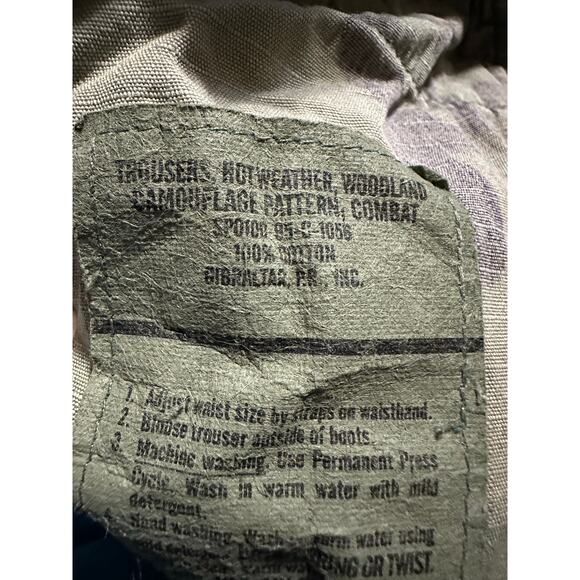 TROUSERS, HOT WEATHER, WOODLAND
CAMOUFLAGE PATTERN, COMBAT
SPO100-95-C-1056
100% COTTON
GIBRALTAR, P.R., INC.
1. Adjust waist size by straps on waistband.
2. Blouse trouser outside of boots.
3. Machine washing. Use Permanent Press
Cycle. Wash in warm water with mild
detergent.
4. Hand washing. Wash in warm water using
OR TWIST.